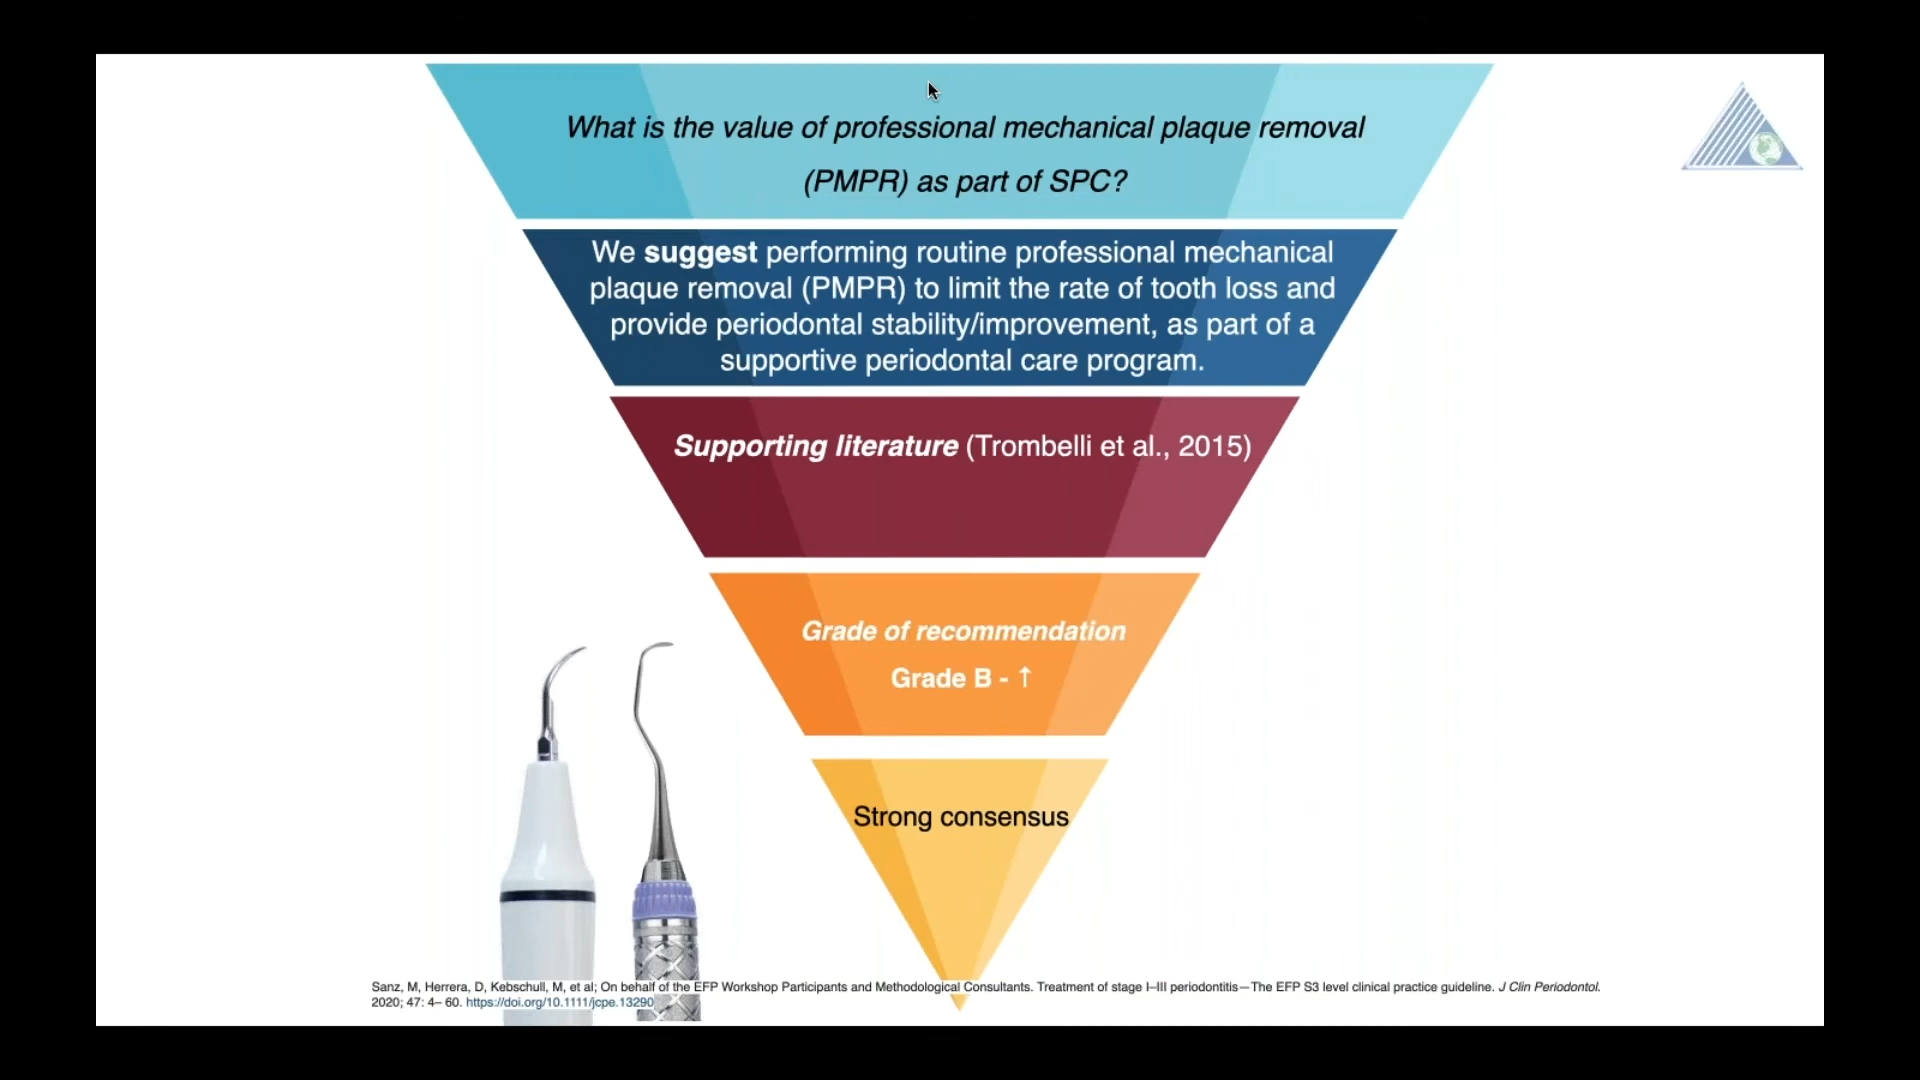 What is the value of professional mechanical plaque removal
(PMPR) as part of SPC?
We suggest performing routine professional mechanical
plaque removal (PMPR) to limit the rate of tooth loss and
provide periodontal stability/improvement, as part of a
supportive periodontal care program.
Supporting literature (Trombelli et al., 2015)
Grade of recommendation
Grade B - ↑
Strong consensus
Sanz, M, Herrera, D, Kebschull, M, et al; On behalf of the EFP Workshop Participants and Methodological Consultants. Treatment of stage I–III periodontitis—The EFP S3 level clinical practice guideline. J Clin Periodontol.
2020; 47: 4– 60. https://doi.org/10.1111/jcpe.13290